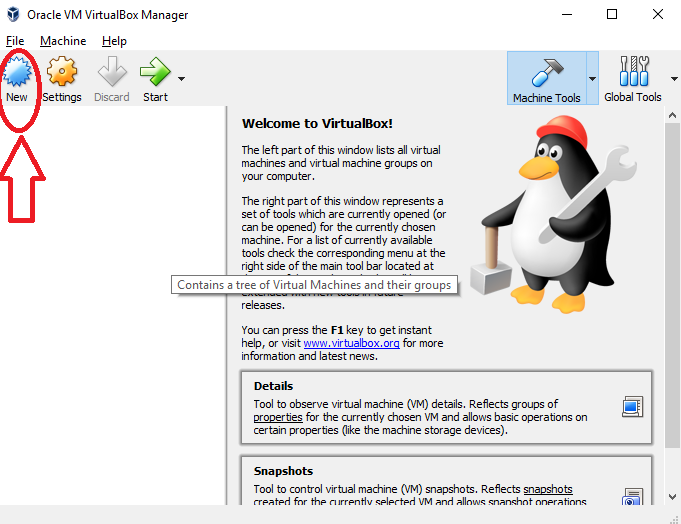 Oracle VM VirtualBox Manager
File Machine Help
New Settings Discard Start Machine Tools Global Tools
Welcome to VirtualBox!
The left part of this window lists all virtual
machines and virtual machine groups on
your computer.
The right part of this window represents a
set of tools which are currently opened (or
can be opened) for the currently chosen
machine. For a list of currently available
tools check the corresponding menu at the
right side of the main tool bar located at
Contains a tree of Virtual Machines and their groups
extended with new tools in future
releases.
You can press the F1 key to get instant
help, or visit www.virtualbox.org for more
information and latest news.
Details
Tool to observe virtual machine (VM) details. Reflects groups of
properties for the currently chosen VM and allows basic operations on
certain properties (like the machine storage devices).
Snapshots
Tool to control virtual machine (VM) snapshots. Reflects snapshots
created for the currently selected VM and allows snapshot operations